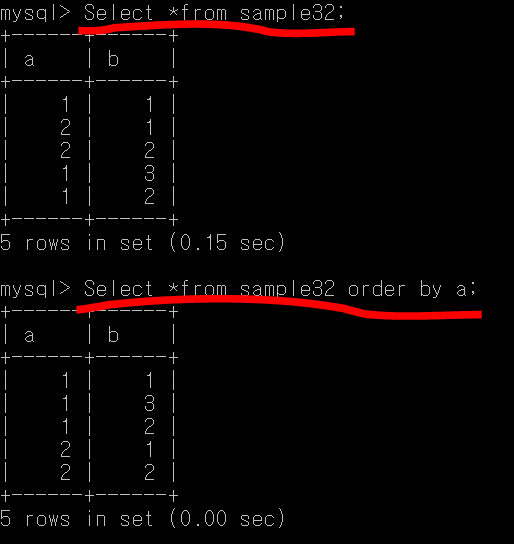 mysql> Select *from sample32;
+------+------+
| a    | b    |
+------+------+
|    1 |    1 |
|    2 |    1 |
|    2 |    2 |
|    1 |    3 |
|    1 |    2 |
+------+------+
5 rows in set (0.15 sec)
mysql> Select *from sample32 order by a;
+------+------+
| a    | b    |
+------+------+
|    1 |    1 |
|    1 |    3 |
|    1 |    2 |
|    2 |    1 |
|    2 |    2 |
+------+------+
5 rows in set (0.00 sec)